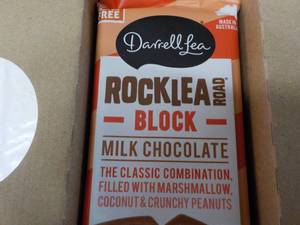 FREE
MADE IN
AUSTRALIA
Darrell Lea
ROCKLEA
ROAD
BLOCK
MILK CHOCOLATE
THE CLASSIC COMBINATION,
FILLED WITH MARSHMALLOW,
COCONUT & CRUNCHY PEANUTS